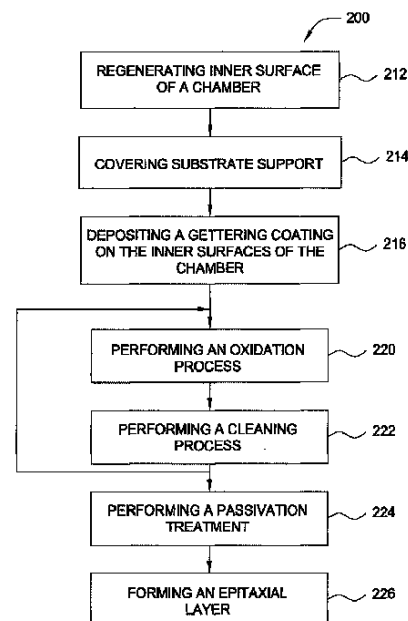 200
REGENERATING INNER SURFACE
OF A CHAMBER
212
COVERING SUBSTRATE SUPPORT
214
DEPOSITING A GETTERING COATING
ON THE INNER SURFACES OF THE
CHAMBER
216
PERFORMING AN OXIDATION
PROCESS
220
PERFORMING A CLEANING
PROCESS
222
PERFORMING A PASSIVATION
TREATMENT
224
FORMING AN EPITAXIAL
LAYER
226